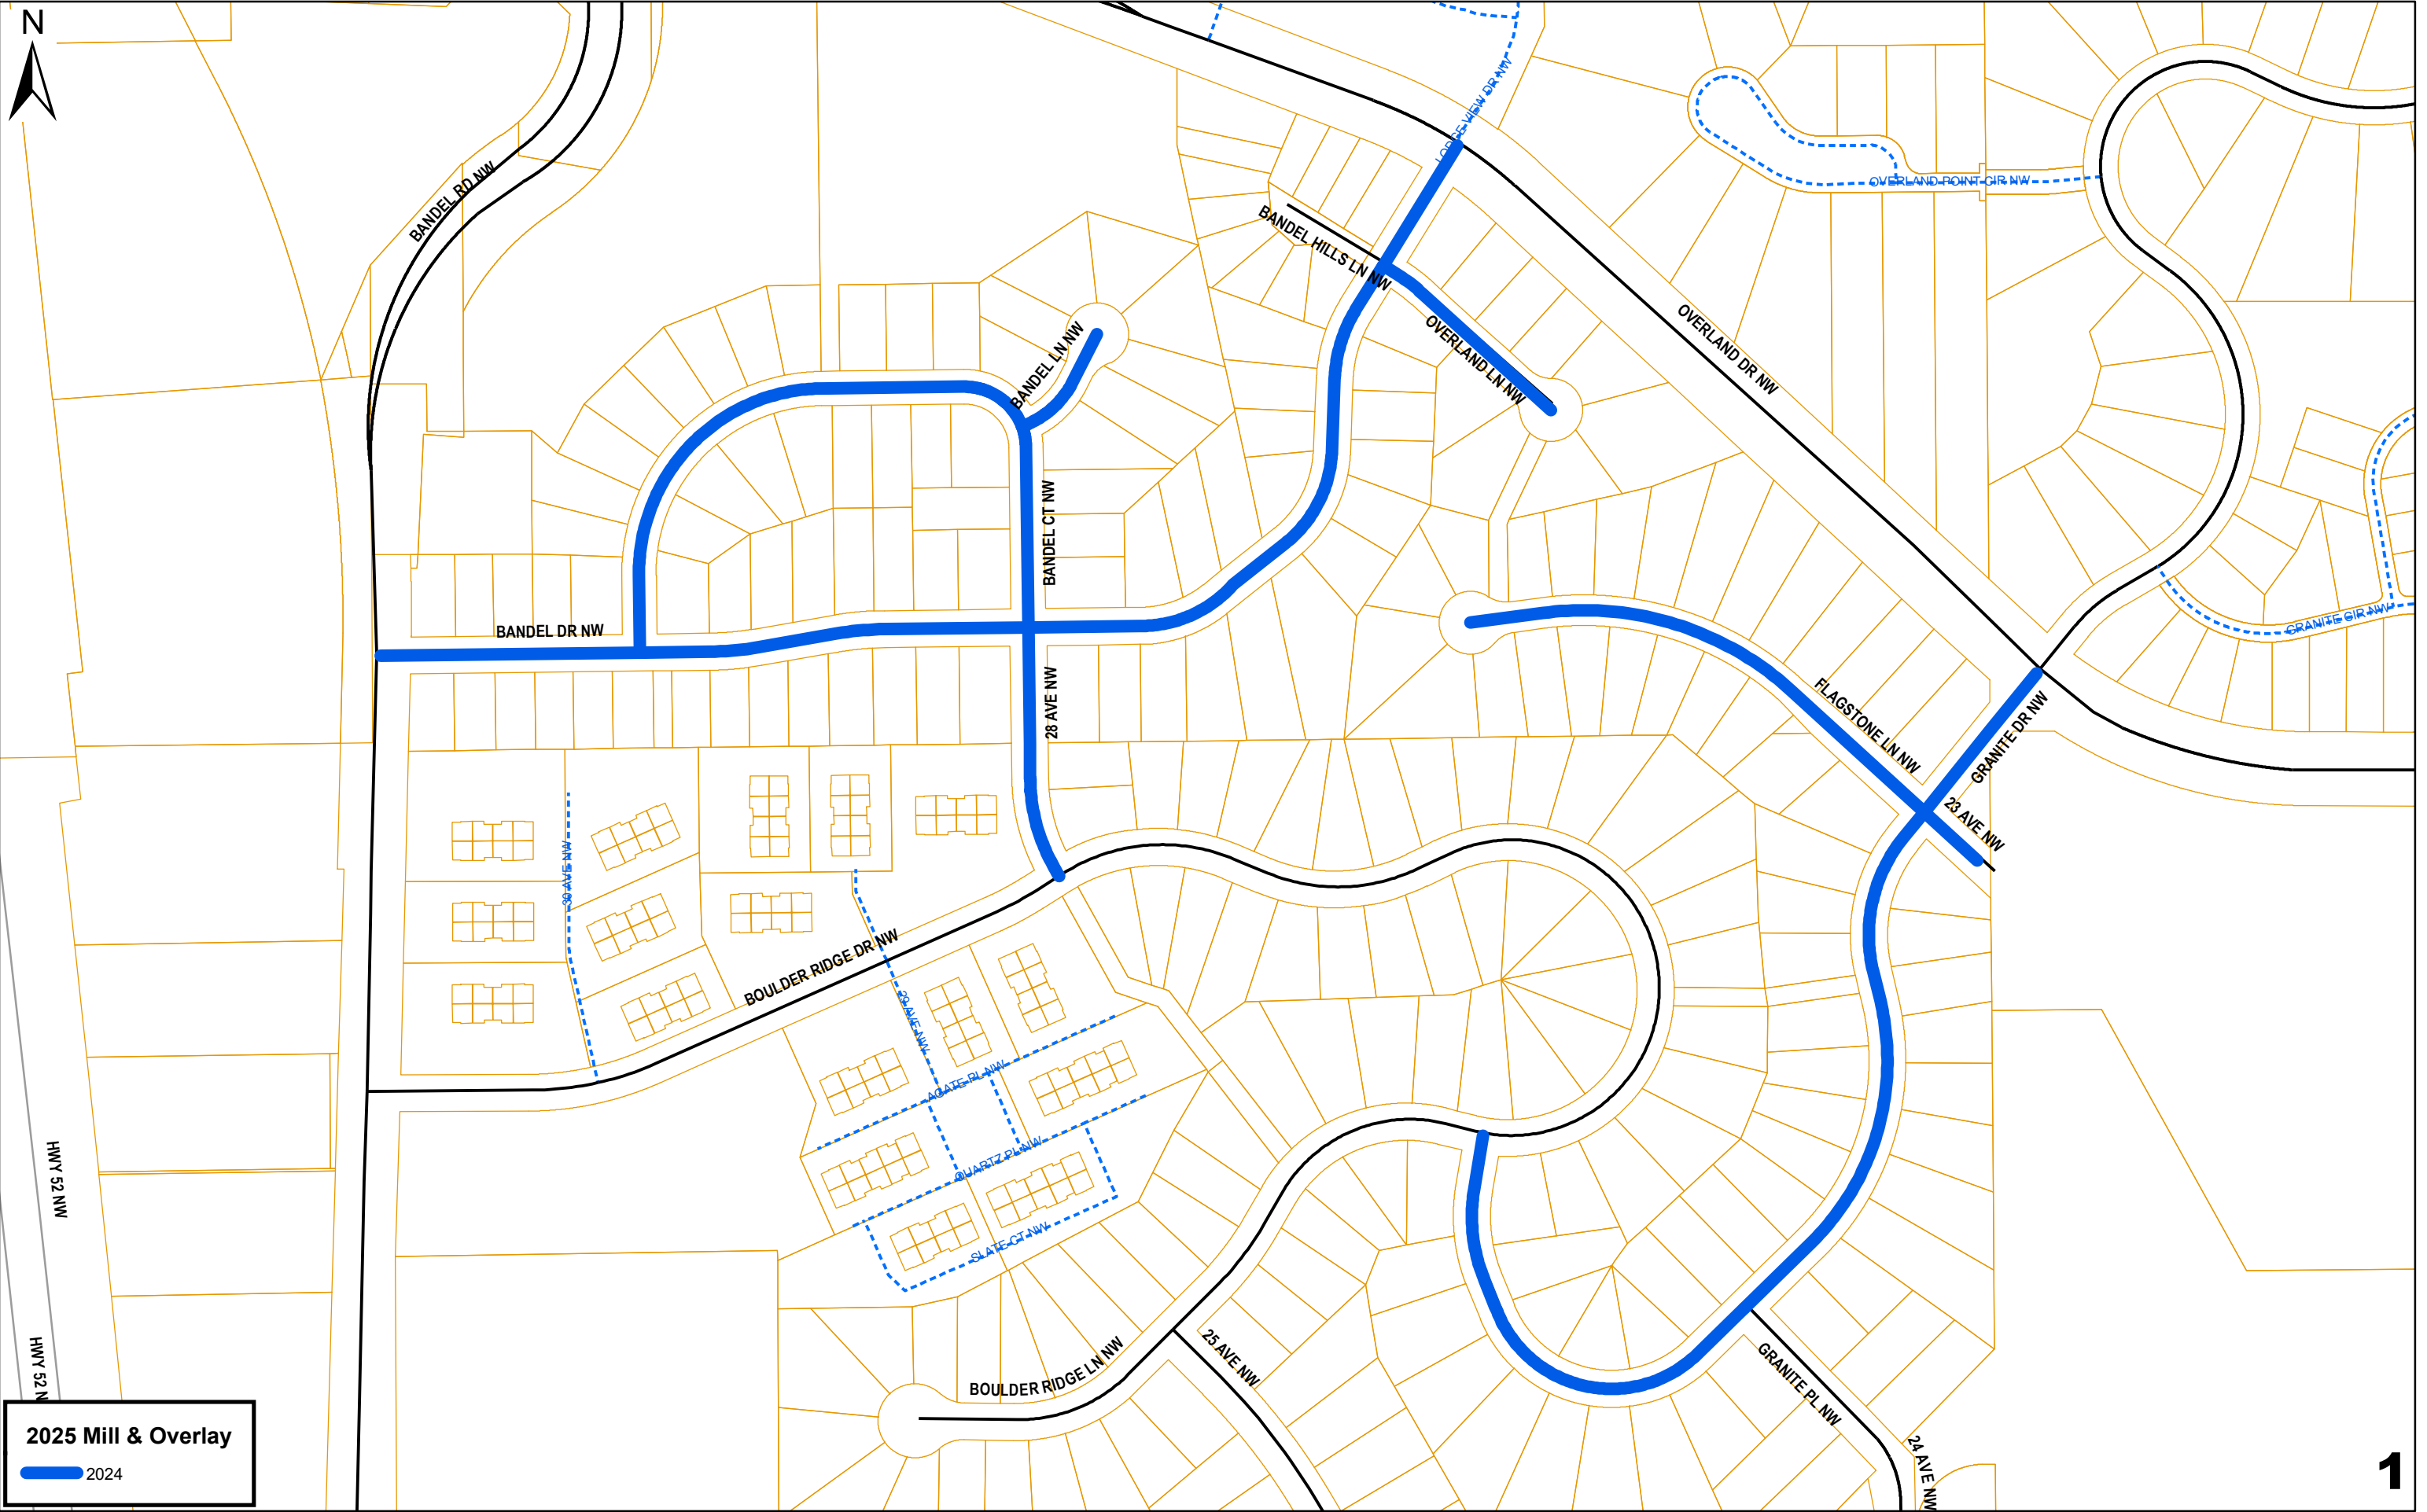 N
LODGE VIEW DR NW
OVERLAND POINT CIR NW
BANDEL RD NW
BANDEL HILLS LN NW
OVERLAND LN NW
OVERLAND DR NW
BANDEL LN NW
BANDEL CT NW
BANDEL DR NW
GRANITE CIR NW
28 AVE NW
FLAGSTONE LN NW
GRANITE DR NW
23 AVE NW
30 AVE NW
BOULDER RIDGE DR NW
29 AVE NW
AGATE PL NW
QUARTZ PL NW
SLATE CT NW
HWY 52 NW
HWY 52 N
BOULDER RIDGE LN NW
25 AVE NW
GRANITE PL NW
24 AVE NW
2025 Mill & Overlay
2024
1